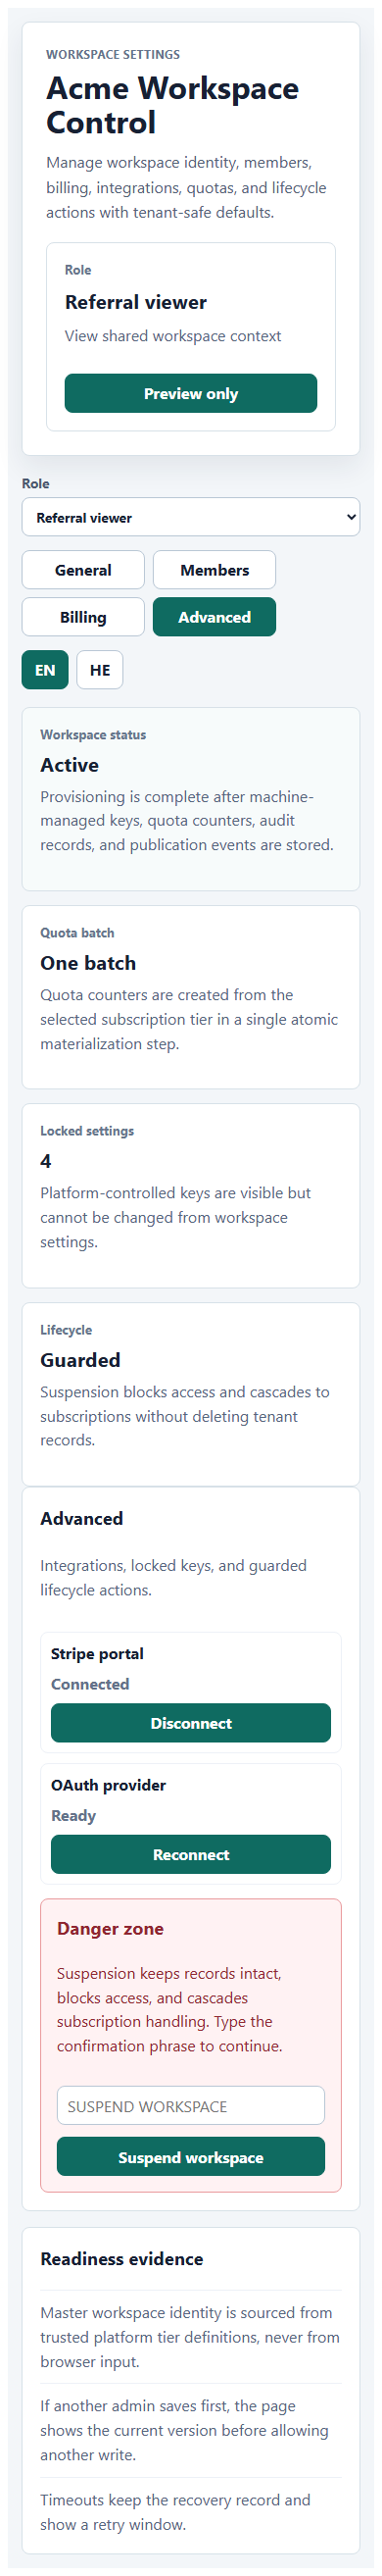 WORKSPACE SETTINGS
Acme Workspace
Control
Manage workspace identity, members,
billing, integrations, quotas, and lifecycle
actions with tenant-safe defaults.
Role
Referral viewer
View shared workspace context
Preview only
Role
Referral viewer
General
Members
Billing
Advanced
EN
HE
Workspace status
Active
Provisioning is complete after machine-
managed keys, quota counters, audit
records, and publication events are stored.
Quota batch
One batch
Quota counters are created from the
selected subscription tier in a single atomic
materialization step.
Locked settings
4
Platform-controlled keys are visible but
cannot be changed from workspace
settings.
Lifecycle
Guarded
Suspension blocks access and cascades to
subscriptions without deleting tenant
records.
Advanced
Integrations, locked keys, and guarded
lifecycle actions.
Stripe portal
Connected
Disconnect
OAuth provider
Ready
Reconnect
Danger zone
Suspension keeps records intact,
blocks access, and cascades
subscription handling. Type the
confirmation phrase to continue.
SUSPEND WORKSPACE
Suspend workspace
Readiness evidence
Master workspace identity is sourced from
trusted platform tier definitions, never from
browser input.
If another admin saves first, the page
shows the current version before allowing
another write.
Timeouts keep the recovery record and
show a retry window.